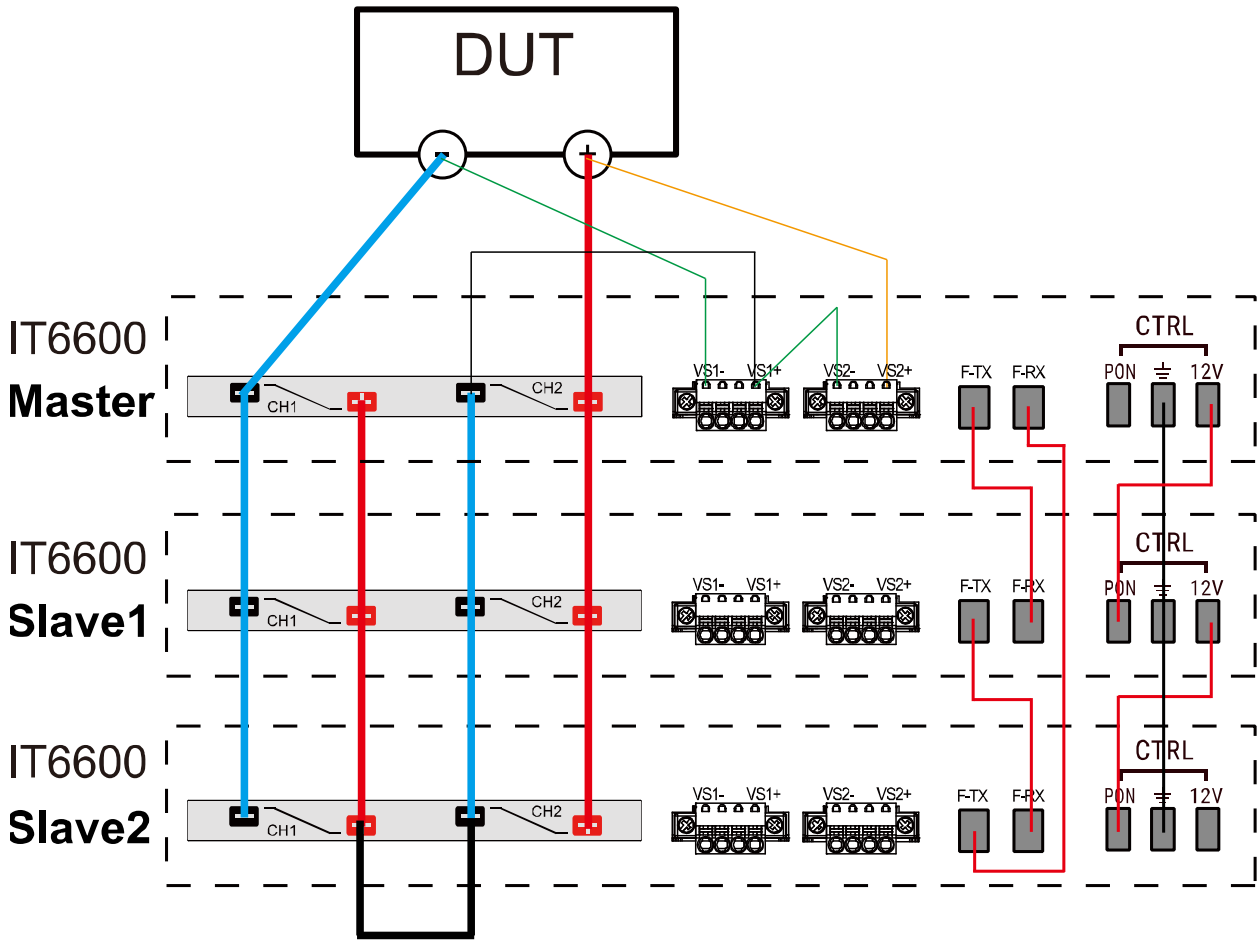 DUT
- +
IT6600
Master
CH1
CH2
VS1- VS1+
VS2- VS2+
F-TX F-RX
CTRL
PON 12V
IT6600
Slave1
CH1
CH2
VS1- VS1+
VS2- VS2+
F-TX F-RX
CTRL
PON 12V
IT6600
Slave2
CH1
CH2
VS1- VS1+
VS2- VS2+
F-TX F-RX
CTRL
PON 12V